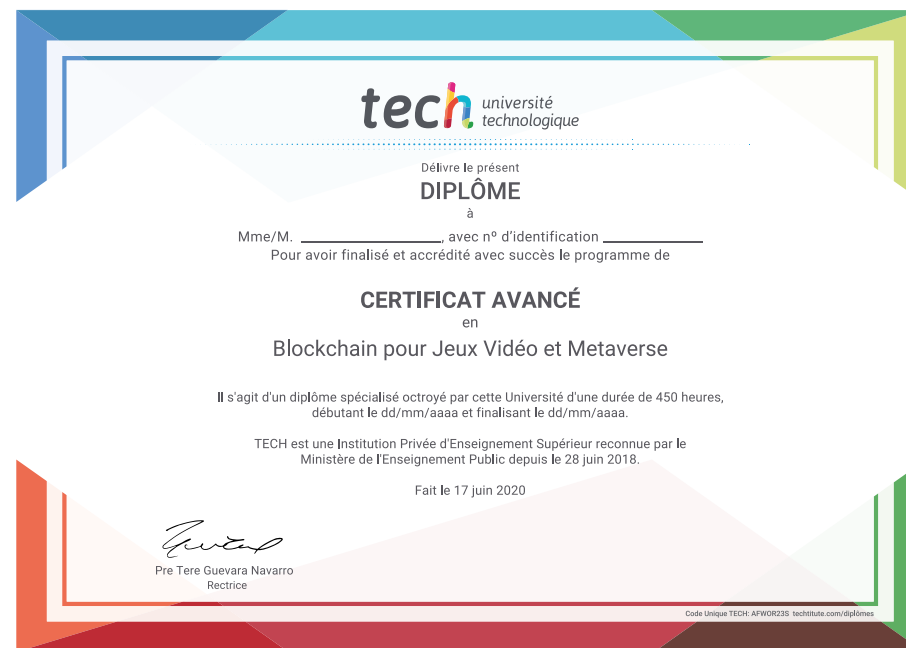 tech université
technologique
Délivre le présent
DIPLÔME
à
Mme/M. ____________________, avec nº d'identification ______________
Pour avoir finalisé et accrédité avec succès le programme de
CERTIFICAT AVANCÉ
en
Blockchain pour Jeux Vidéo et Metaverse
Il s'agit d'un diplôme spécialisé octroyé par cette Université d'une durée de 450 heures,
débutant le dd/mm/aaaa et finalisant le dd/mm/aaaa.
TECH est une Institution Privée d'Enseignement Supérieur reconnue par le
Ministère de l'Enseignement Public depuis le 28 juin 2018.
Fait le 17 juin 2020
Pre Tere Guevara Navarro
Rectrice
Code Unique TECH: AFWOR23S techtitute.com/diplômes